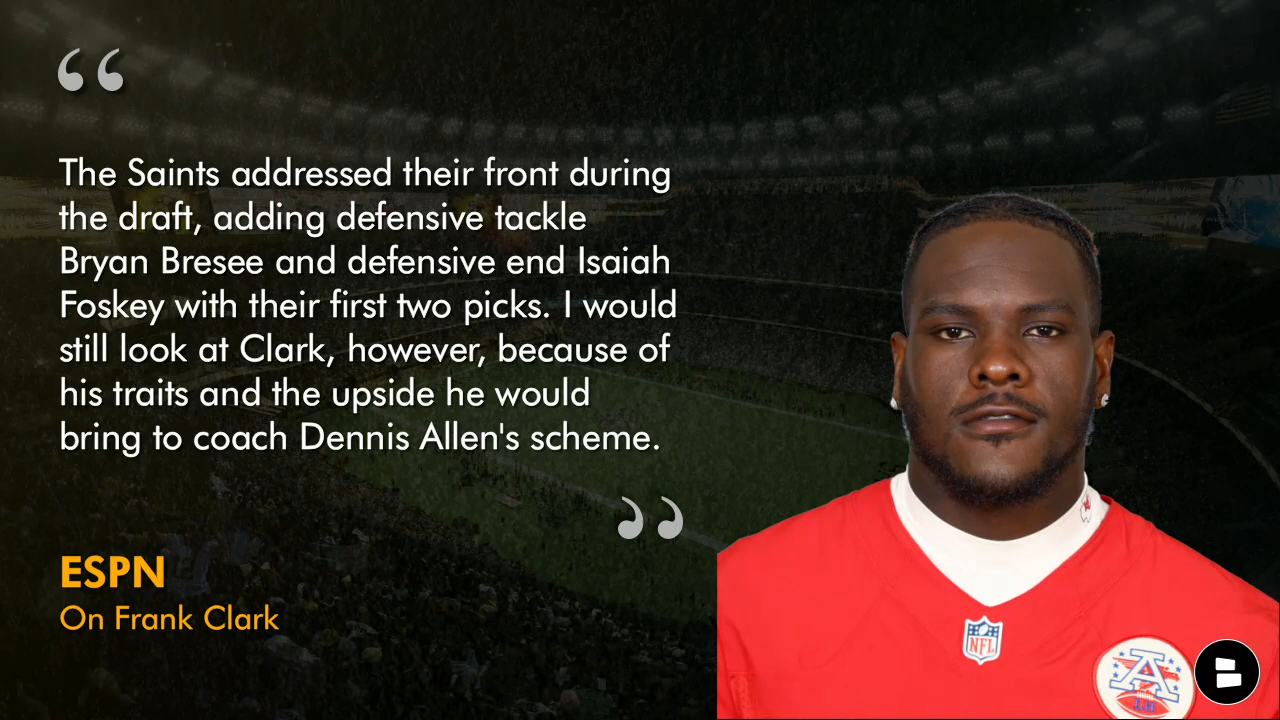 “
The Saints addressed their front during
the draft, adding defensive tackle
Bryan Bresee and defensive end Isaiah
Foskey with their first two picks. I would
still look at Clark, however, because of
his traits and the upside he would
bring to coach Dennis Allen's scheme.
”
ESPN
On Frank Clark
NFL